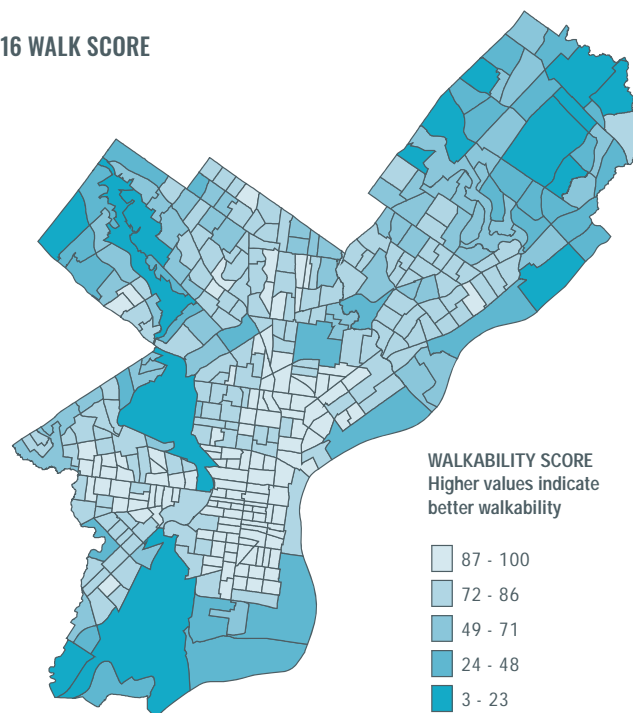 16 WALK SCORE
WALKABILITY SCORE
Higher values indicate
better walkability
87 - 100
72 - 86
49 - 71
24 - 48
3 - 23